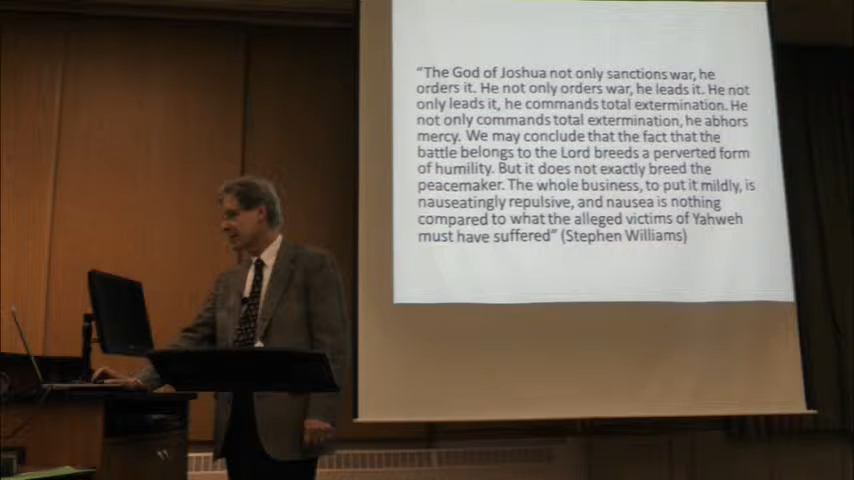 “The God of Joshua not only sanctions war, he
orders it. He not only orders war, he leads it. He not
only leads it, he commands total extermination. He
not only commands total extermination, he abhors
mercy. We may conclude that the fact that the
battle belongs to the Lord breeds a perverted form
of humility. But it does not exactly breed the
peacemaker. The whole business, to put it mildly, is
nauseatingly repulsive, and nausea is nothing
compared to what the alleged victims of Yahweh
must have suffered” (Stephen Williams)